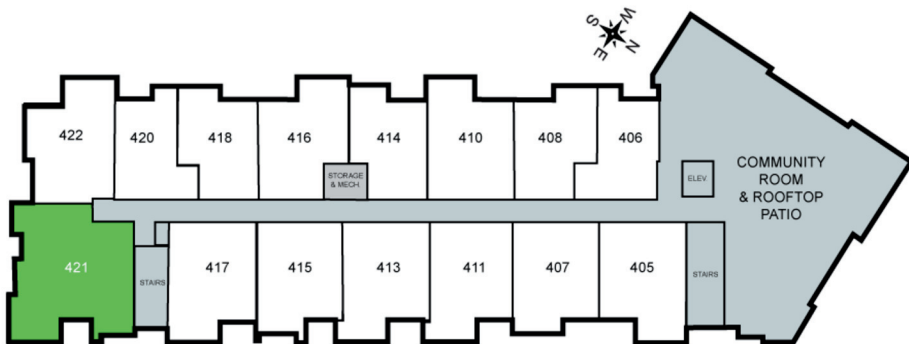 S
W
E
N
422
420
418
416
414
410
408
406
STORAGE
& MECH.
ELEV.
COMMUNITY
ROOM
& ROOFTOP
PATIO
421
STAIRS
417
415
413
411
407
405
STAIRS